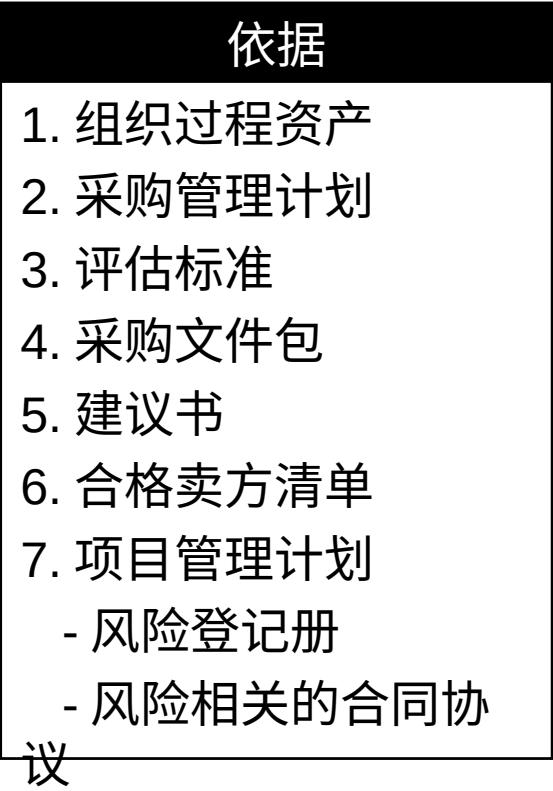 依据
1. 组织过程资产
2. 采购管理计划
3. 评估标准
4. 采购文件包
5. 建议书
6. 合格卖方清单
7. 项目管理计划
- 风险登记册
- 风险相关的合同协
议